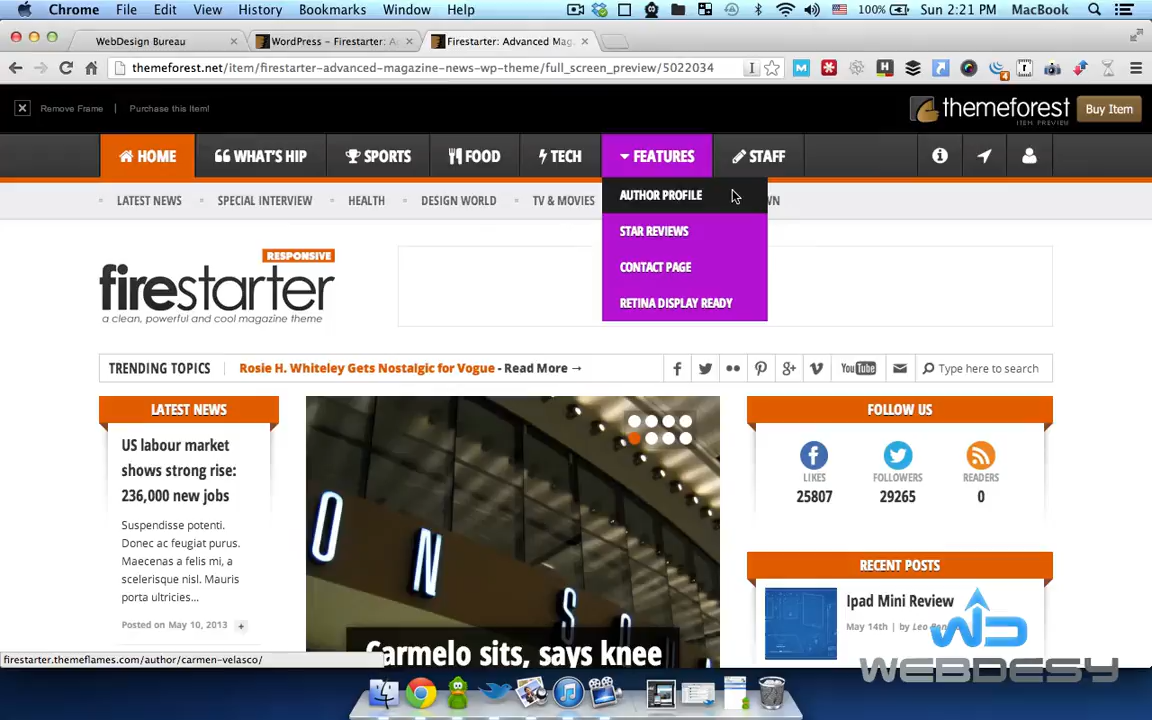 Chrome File Edit View History Bookmarks Window Help 100% Sun 2:21 PM MacBook
WebDesign Bureau
WordPress – Firestarter: A
Firestarter: Advanced Mag
themeforest.net/item/firestarter-advanced-magazine-news-wp-theme/full_screen_preview/5022034
Remove Frame | Purchase this Item!
themeforest
ITEM PREVIEW
Buy Item
HOME WHAT'S HIP SPORTS FOOD TECH FEATURES STAFF
LATEST NEWS SPECIAL INTERVIEW HEALTH DESIGN WORLD TV & MOVIES
AUTHOR PROFILE
STAR REVIEWS
CONTACT PAGE
RETINA DISPLAY READY
RESPONSIVE
firestarter
a clean, powerful and cool magazine theme
TRENDING TOPICS Rosie H. Whiteley Gets Nostalgic for Vogue - Read More → You Tube Type here to search
LATEST NEWS
US labour market
shows strong rise:
236,000 new jobs
Suspendisse potenti.
Donec ac feugiat purus.
Maecenas a felis mi, a
scelerisque nisl. Mauris
porta ultricies...
Posted on May 10, 2013 +
O N S
Carmelo sits, says knee
FOLLOW US
LIKES FOLLOWERS READERS
25807 29265 0
RECENT POSTS
Ipad Mini Review
May 14th | by Leo
WEBDESY
firestarter.themeflames.com/author/carmen-velasco/